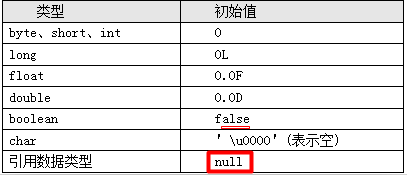 类型 初始值
byte、short、int 0
long 0L
float 0.0F
double 0.0D
boolean false
char '\u0000'(表示空)
引用数据类型 null